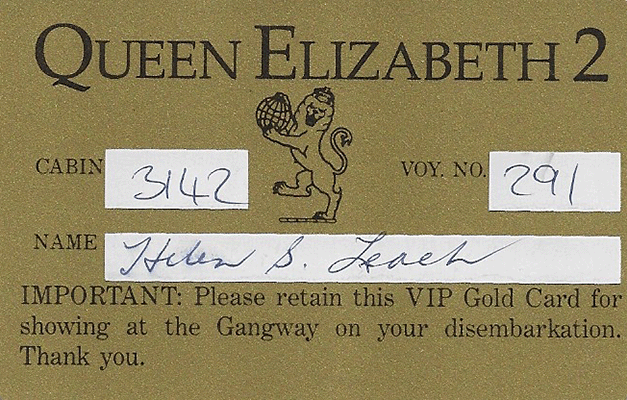 QUEEN ELIZABETH 2
CABIN 3142 VOY. NO. 291
NAME Helen S. Leach
IMPORTANT: Please retain this VIP Gold Card for
showing at the Gangway on your disembarkation.
Thank you.